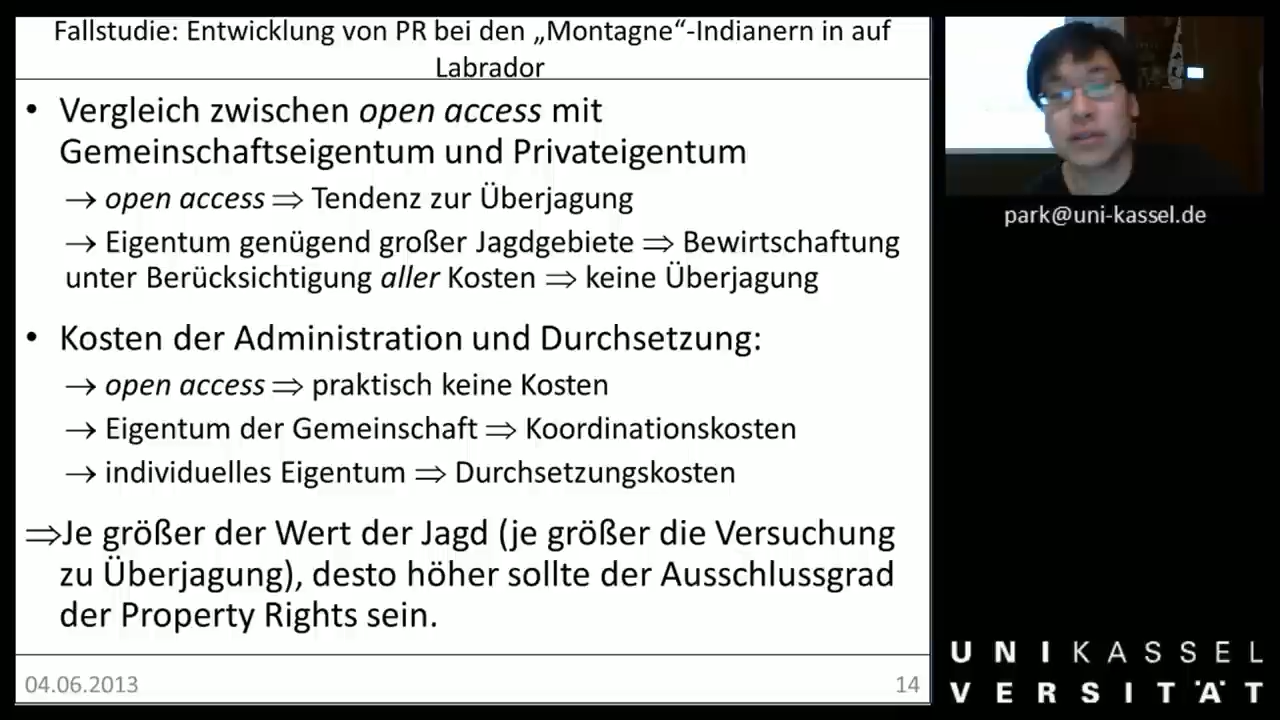 Fallstudie: Entwicklung von PR bei den „Montagne“-Indianern in auf
Labrador
• Vergleich zwischen open access mit
Gemeinschaftseigentum und Privateigentum
→ open access ⇒ Tendenz zur Überjagung
→ Eigentum genügend großer Jagdgebiete ⇒ Bewirtschaftung
unter Berücksichtigung aller Kosten ⇒ keine Überjagung
• Kosten der Administration und Durchsetzung:
→ open access ⇒ praktisch keine Kosten
→ Eigentum der Gemeinschaft ⇒ Koordinationskosten
→ individuelles Eigentum ⇒ Durchsetzungskosten
⇒Je größer der Wert der Jagd (je größer die Versuchung
zu Überjagung), desto höher sollte der Ausschlussgrad
der Property Rights sein.
04.06.2013
14
park@uni-kassel.de
UNIKASSEL
VERSITÄT